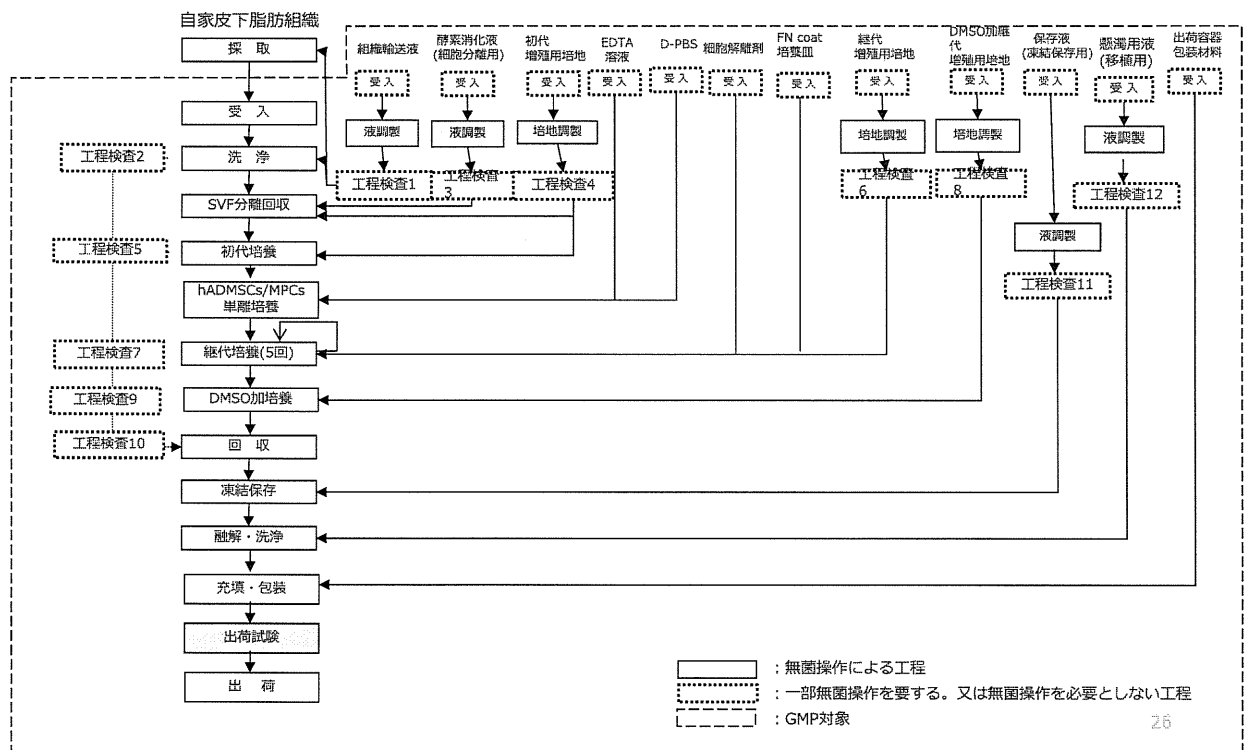 自家皮下脂肪組織
採 取
受 入
洗 浄
SVF分離回収
初代培養
hADMSCs/MPCs
単離培養
継代培養(5回)
DMSO加培養
回 収
凍結保存
融解・洗浄
充填・包装
出荷試験
出 荷
工程検査2
工程検査5
工程検査7
工程検査9
工程検査10
組織輸送液
受 入
液調製
工程検査1
酵素消化液
(細胞分離用)
受 入
液調製
工程検査
3
初代
増殖用培地
受 入
培地調製
工程検査4
EDTA
溶液
受 入
D-PBS
受 入
細胞解離剤
受 入
FN coat
培養皿
受 入
継代
増殖用培地
受 入
培地調製
工程検査
6
DMSO加継
代
増殖用培地
受 入
培地調製
工程検査
8
保存液
(凍結保存用)
受 入
液調製
工程検査11
懸濁用液
(移植用)
受 入
液調製
工程検査12
出荷容器
包装材料
受 入
:無菌操作による工程
:一部無菌操作を要する。又は無菌操作を必要としない工程
:GMP対象
26